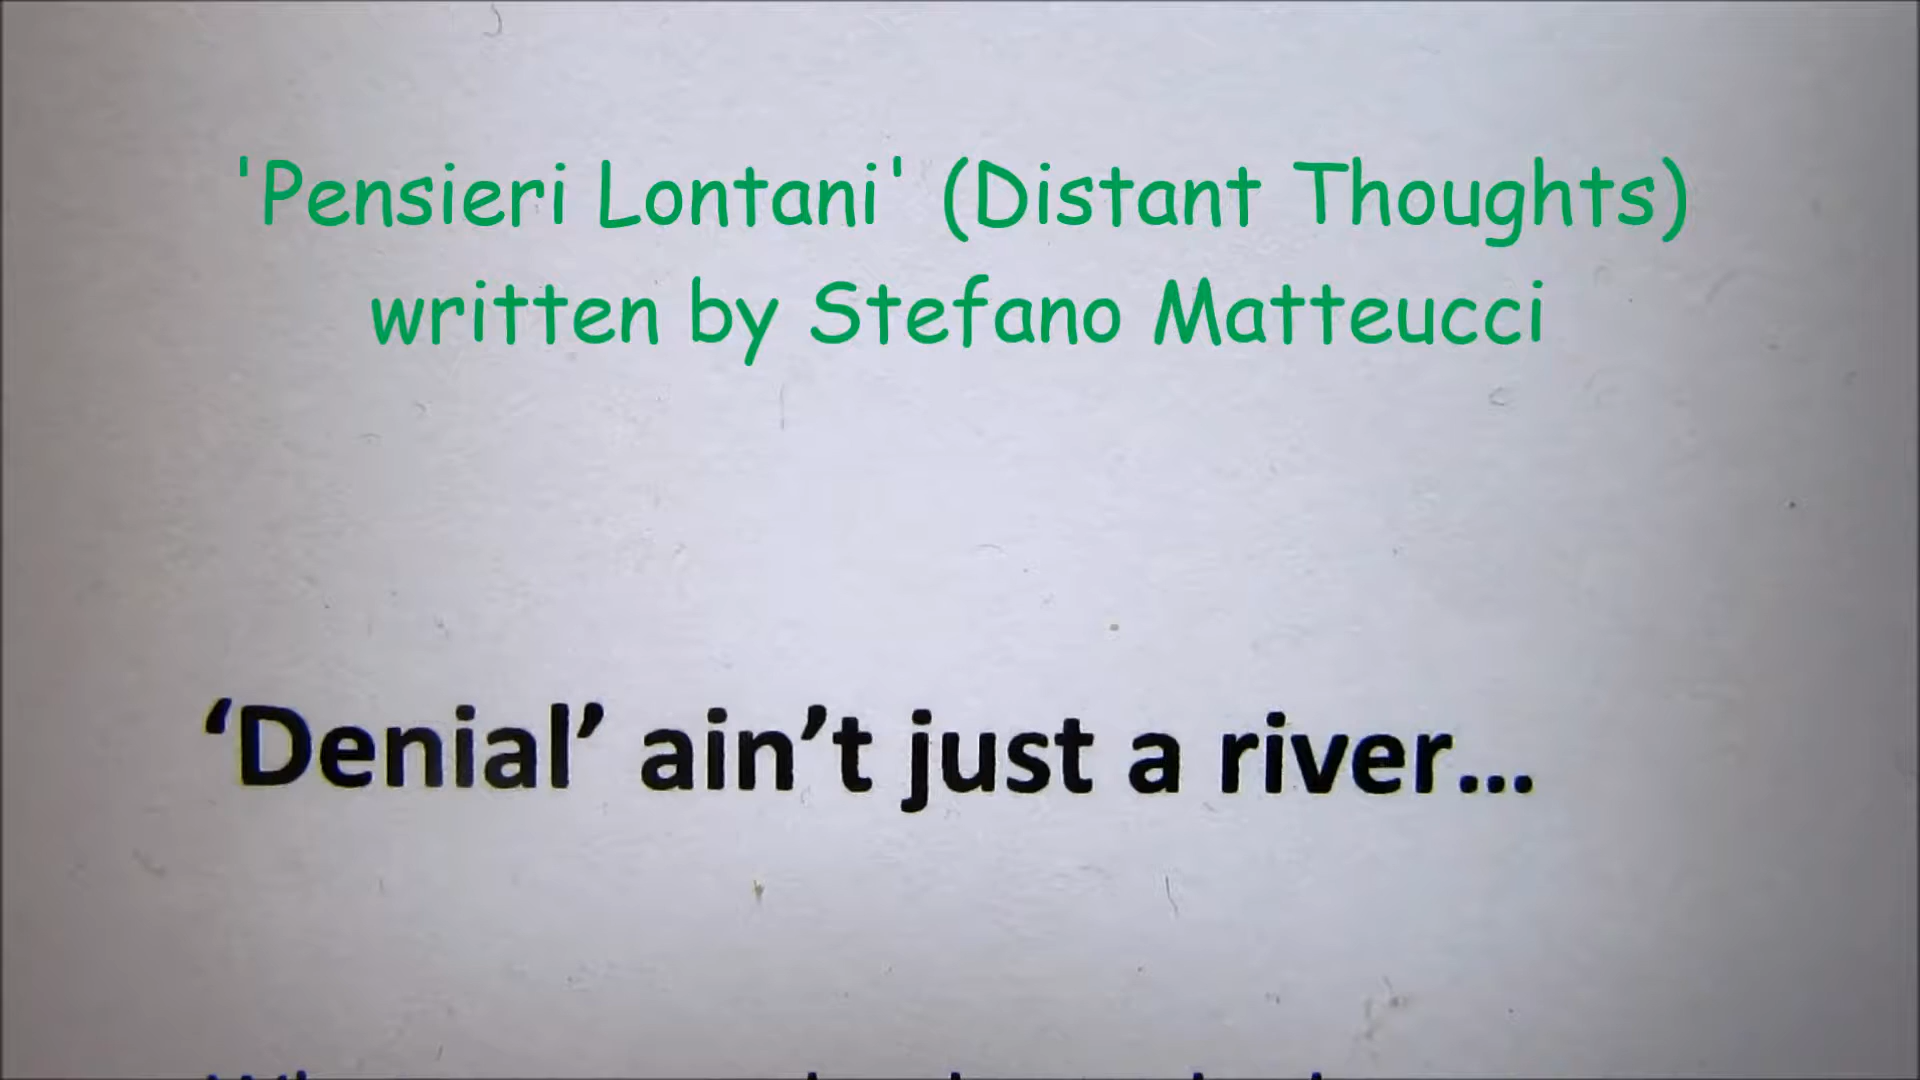 'Pensieri Lontani' (Distant Thoughts)
written by Stefano Matteucci
‘Denial’ ain’t just a river...